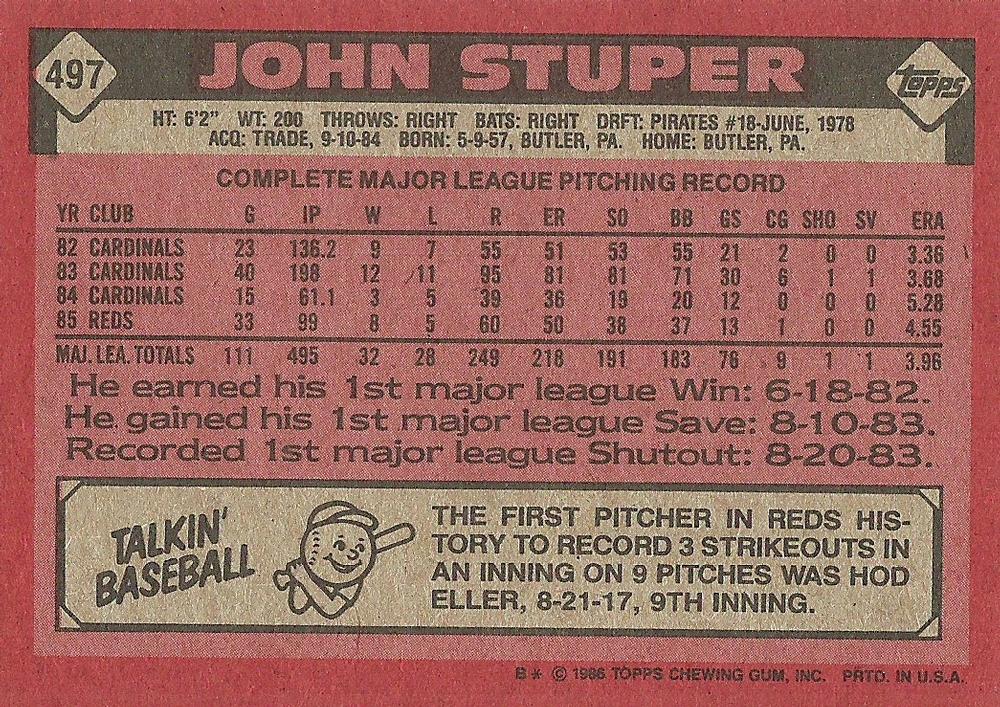 497
JOHN STUPER
topps
HT: 6'2" WT: 200 THROWS: RIGHT BATS: RIGHT DRFT: PIRATES #18-JUNE, 1978
ACQ: TRADE, 9-10-84 BORN: 5-9-57, BUTLER, PA. HOME: BUTLER, PA.
COMPLETE MAJOR LEAGUE PITCHING RECORD
YR CLUB G IP W L R ER SO BB GS CG SHO SV ERA
82 CARDINALS 23 136.2 9 7 55 51 53 55 21 2 0 0 3.36
83 CARDINALS 40 198 12 11 95 81 81 71 30 6 1 1 3.68
84 CARDINALS 15 61.1 3 5 39 36 19 20 12 0 0 0 5.28
85 REDS 33 99 8 5 60 50 38 37 13 1 0 0 4.55
MAJ. LEA. TOTALS 111 495 32 28 249 218 191 183 76 9 1 1 3.96
He earned his 1st major league Win: 6-18-82.
He gained his 1st major league Save: 8-10-83.
Recorded 1st major league Shutout: 8-20-83.
TALKIN'
BASEBALL
THE FIRST PITCHER IN REDS HIS-
TORY TO RECORD 3 STRIKEOUTS IN
AN INNING ON 9 PITCHES WAS HOD
ELLER, 8-21-17, 9TH INNING.
B* © 1986 TOPPS CHEWING GUM, INC. PRTD. IN U.S.A.